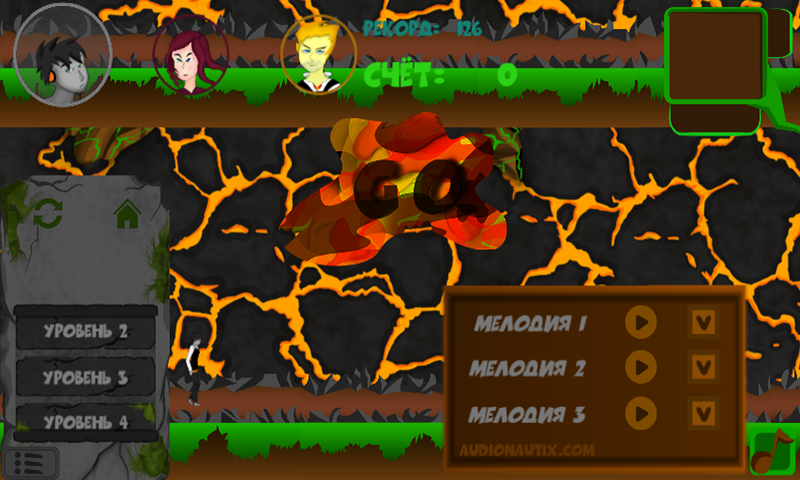 РЕКОРД: 126
СЧЁТ: 0
GO
УРОВЕНЬ 2
УРОВЕНЬ 3
УРОВЕНЬ 4
МЕЛОДИЯ 1
МЕЛОДИЯ 2
МЕЛОДИЯ 3
AUDIONAUTIX.COM